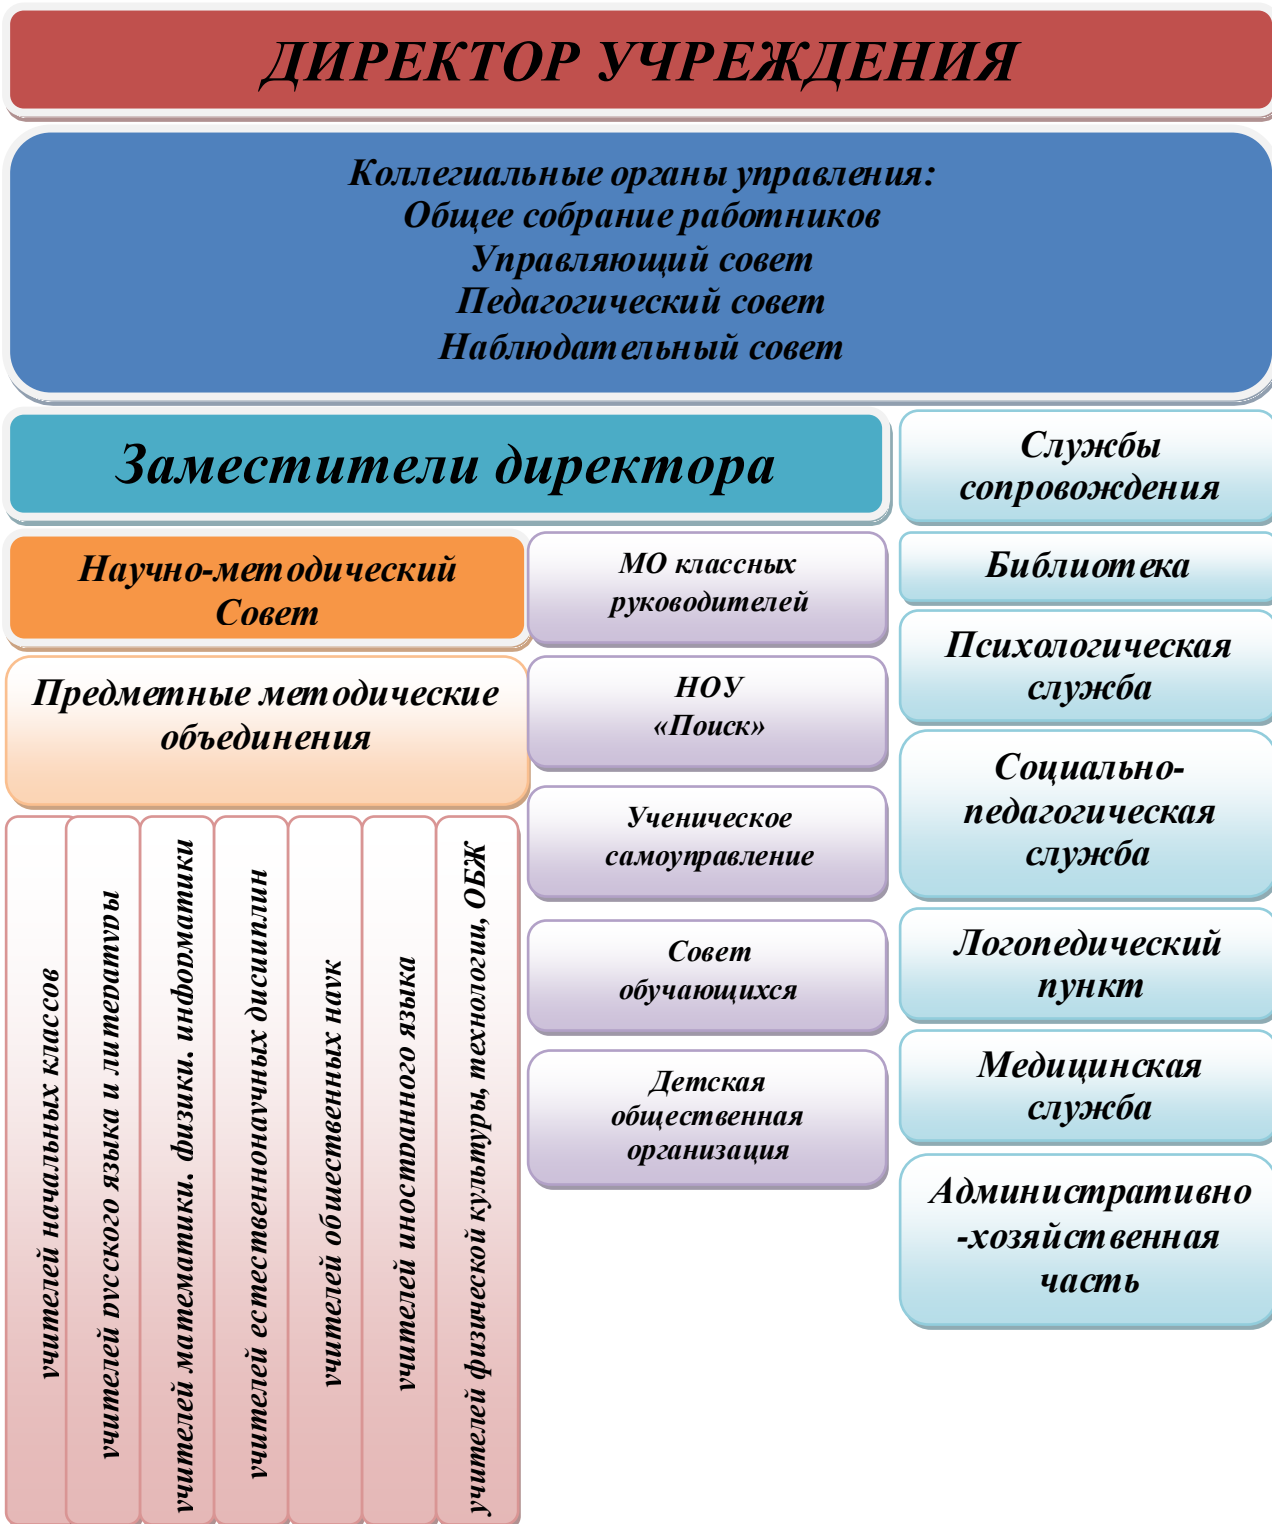 ДИРЕКТОР УЧРЕЖДЕНИЯ
Коллегиальные органы управления:
Общее собрание работников
Управляющий совет
Педагогический совет
Наблюдательный совет
Заместители директора
Службы
сопровождения
Научно-методический
Совет
МО классных
руководителей
Библиотека
Предметные методические
объединения
НОУ
«Поиск»
Психологическая
служба
Ученическое
самоуправление
Социально-
педагогическая
служба
Совет
обучающихся
Логопедический
пункт
Детская
общественная
организация
Медицинская
служба
Административно
-хозяйственная
часть
учителей начальных классов
учителей русского языка и литературы
учителей математики, физики, информатики
учителей естественнонаучных дисциплин
учителей общественных наук
учителей иностранного языка
учителей физической культуры, технологии, ОБЖ